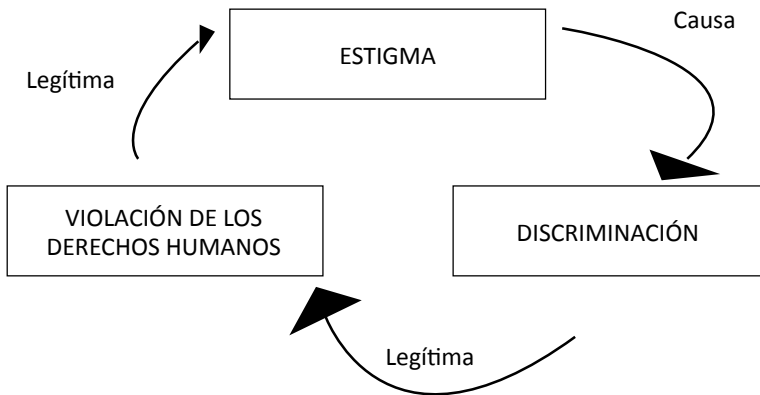 Causa
ESTIGMA
Legítima
VIOLACIÓN DE LOS
DERECHOS HUMANOS
DISCRIMINACIÓN
Legítima